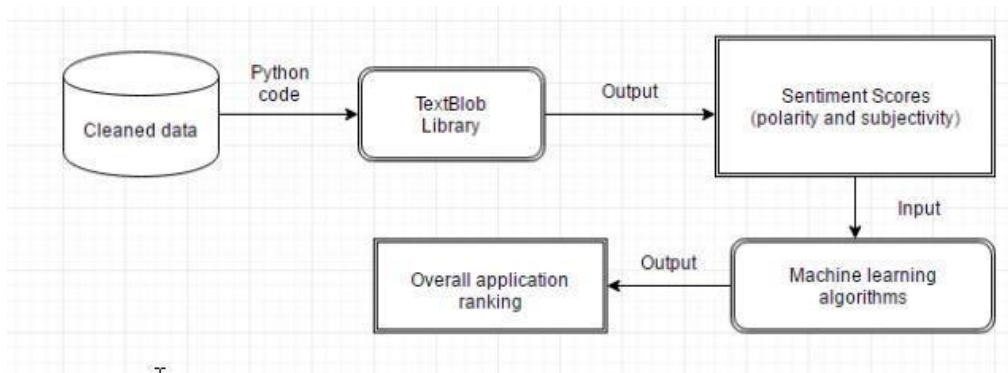 Cleaned data
Python
code
TextBlob
Library
Output
Sentiment Scores
(polarity and subjectivity)
Input
Machine learning
algorithms
Output
Overall application
ranking